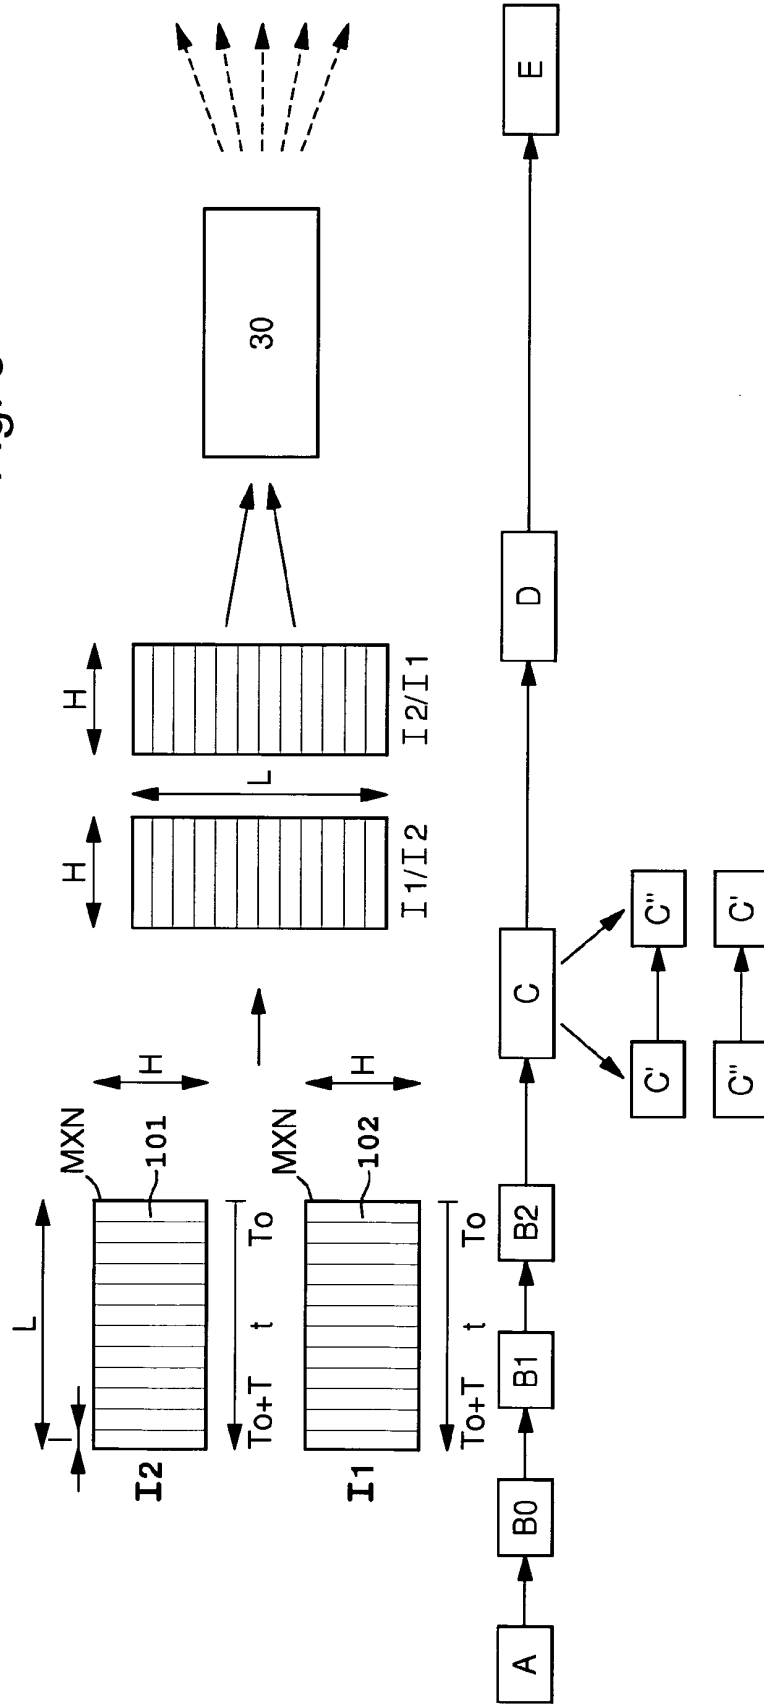 L
l
MXN
H
H
H
I2
101
To+T t To
L
30
MXN
I1
102
H
I1/I2
I2/I1
To+T t To
A
B0
B1
B2
C
D
E
C'
C"
C"
C'